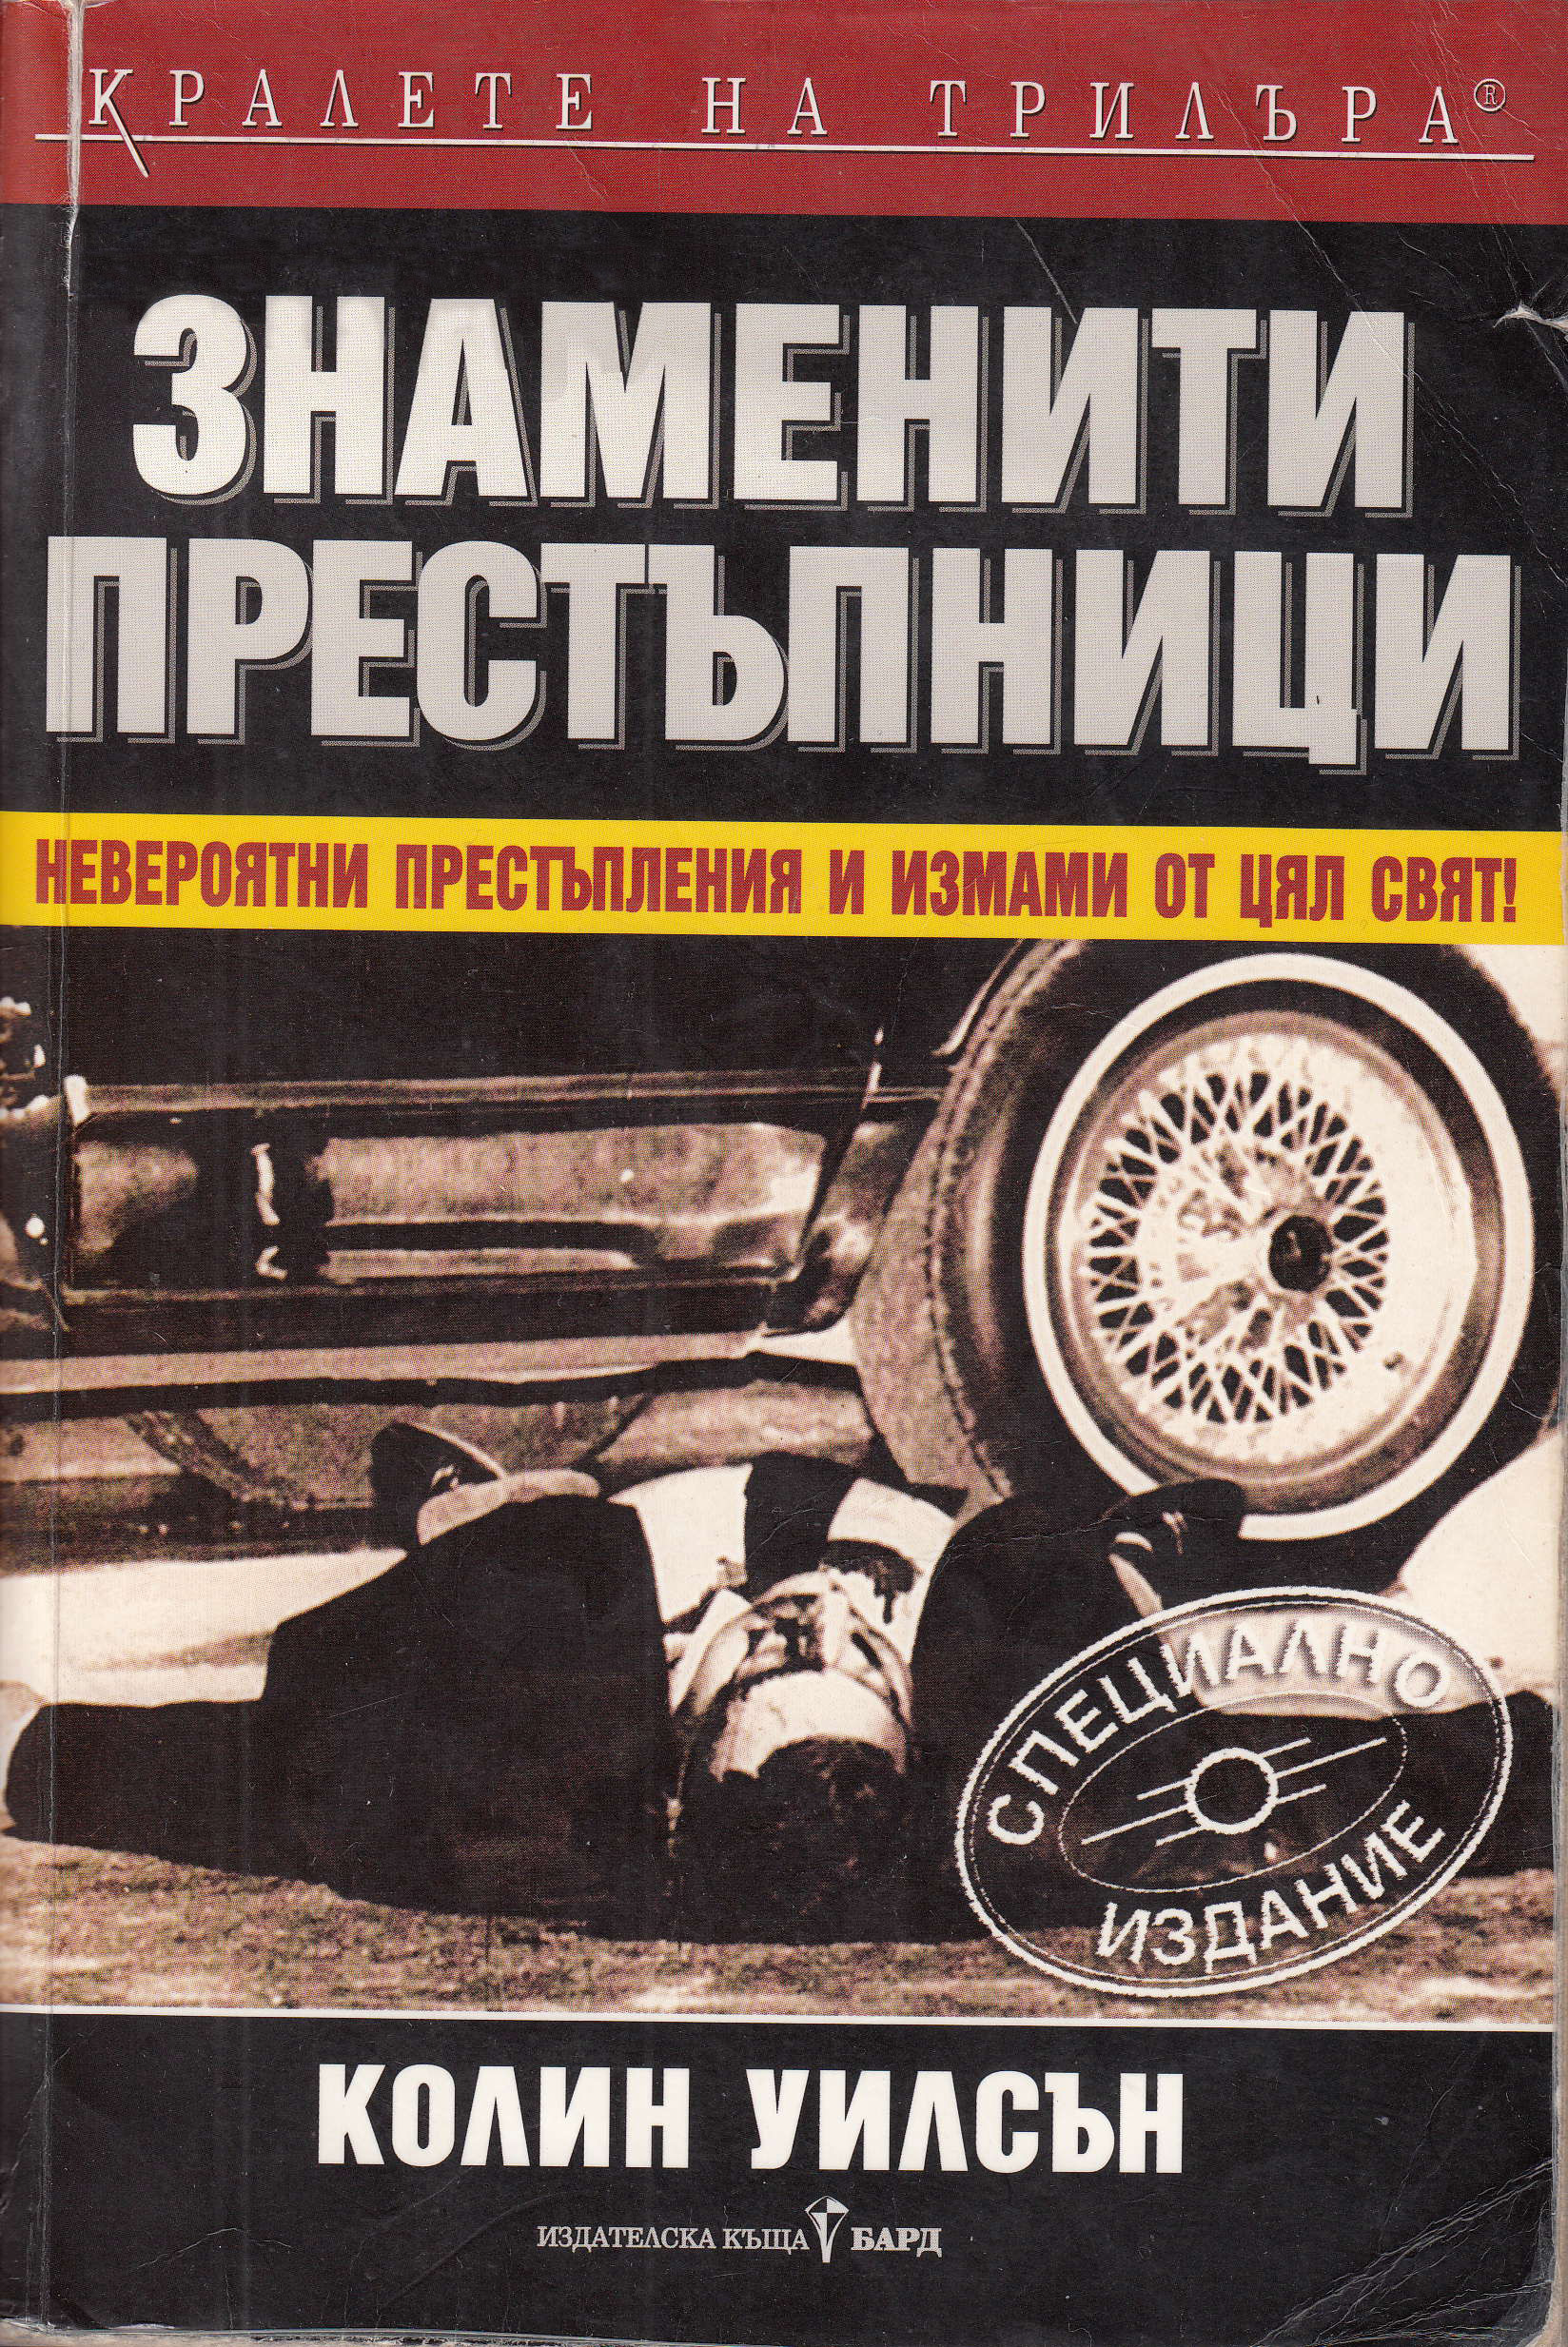 КРАЛЕТЕ НА ТРИЛЪРА®
ЗНАМЕНИТИ
ПРЕСТЪПНИЦИ
НЕВЕРОЯТНИ ПРЕСТЪПЛЕНИЯ И ИЗМАМИ ОТ ЦЯЛ СВЯТ!
СПЕЦИАЛНО
ИЗДАНИЕ
КОЛИН УИЛСЪН
ИЗДАТЕЛСКА КЪЩА БАРД